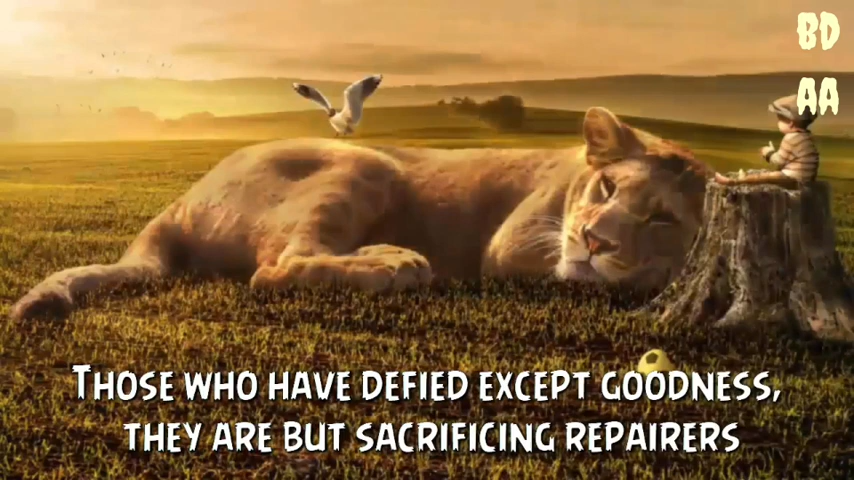 BD
AA
Those who have defied except goodness,
they are but sacrificing repairers